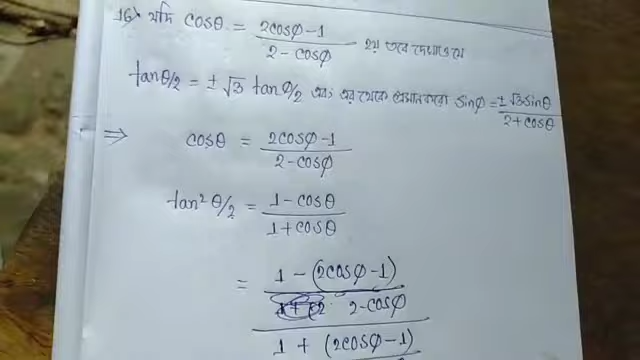 16> যদি cosθ = (2cosφ-1)/(2-cosφ) হয় তবে দেখাও যে
tanθ/2 = ±√3 tanφ/2 এবং এর থেকে প্রমান করো sinφ = (±√3sinθ)/(2+cosθ)
⇒ cosθ = (2cosφ-1)/(2-cosφ)
tan²θ/2 = (1-cosθ)/(1+cosθ)
= 1 - (2cosφ-1)
2-cosφ
1 + (2cosφ-1)